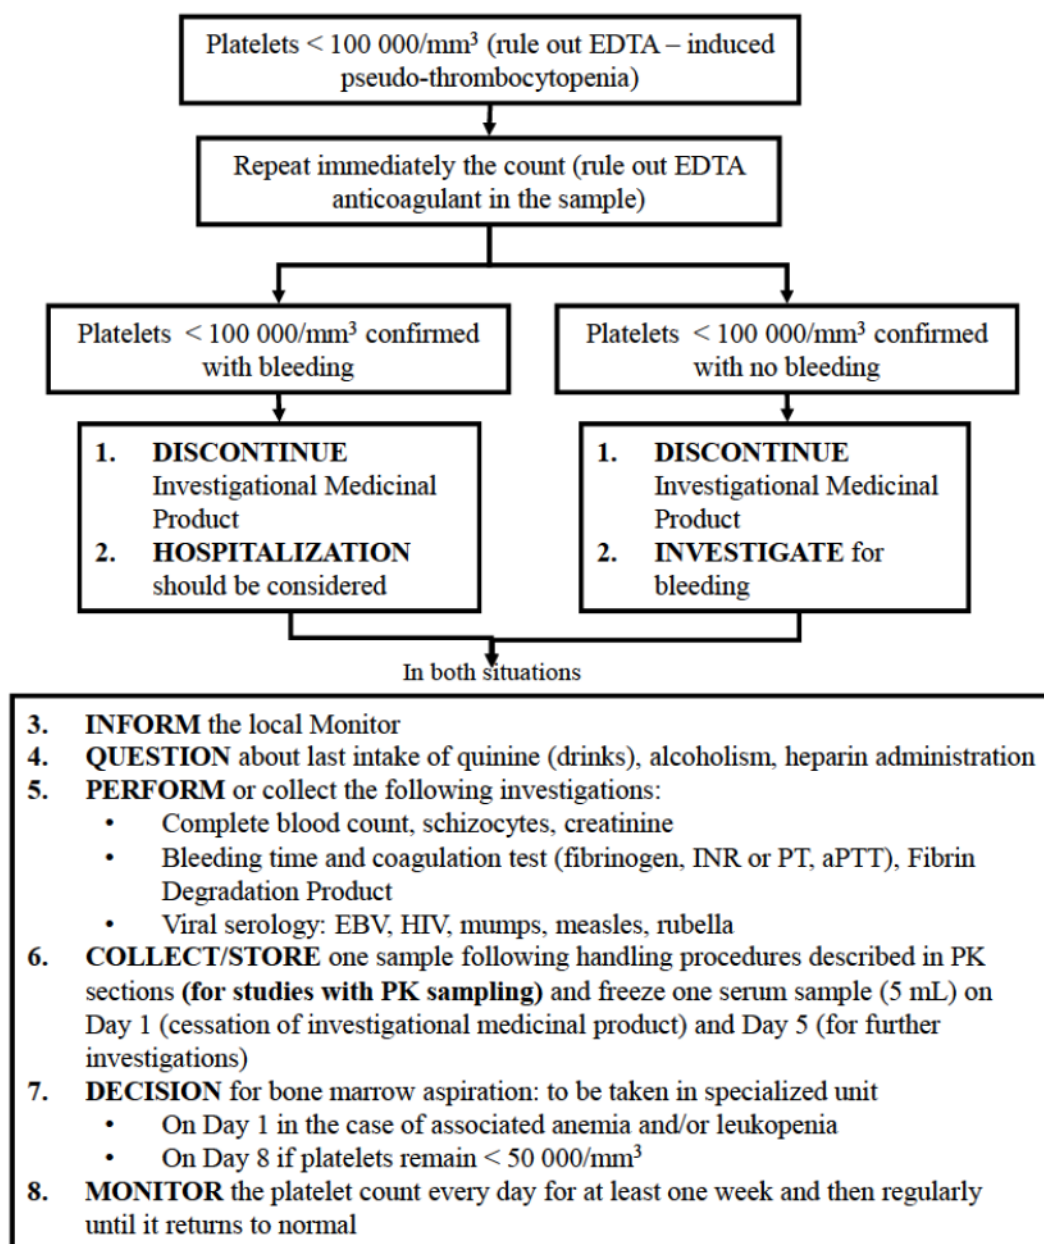 Platelets < 100 000/mm³ (rule out EDTA – induced
pseudo-thrombocytopenia)
Repeat immediately the count (rule out EDTA
anticoagulant in the sample)
Platelets < 100 000/mm³ confirmed
with bleeding
Platelets < 100 000/mm³ confirmed
with no bleeding
1. DISCONTINUE
Investigational Medicinal
Product
2. HOSPITALIZATION
should be considered
1. DISCONTINUE
Investigational Medicinal
Product
2. INVESTIGATE for
bleeding
In both situations
3. INFORM the local Monitor
4. QUESTION about last intake of quinine (drinks), alcoholism, heparin administration
5. PERFORM or collect the following investigations:
• Complete blood count, schizocytes, creatinine
• Bleeding time and coagulation test (fibrinogen, INR or PT, aPTT), Fibrin
Degradation Product
• Viral serology: EBV, HIV, mumps, measles, rubella
6. COLLECT/STORE one sample following handling procedures described in PK
sections (for studies with PK sampling) and freeze one serum sample (5 mL) on
Day 1 (cessation of investigational medicinal product) and Day 5 (for further
investigations)
7. DECISION for bone marrow aspiration: to be taken in specialized unit
• On Day 1 in the case of associated anemia and/or leukopenia
• On Day 8 if platelets remain < 50 000/mm³
8. MONITOR the platelet count every day for at least one week and then regularly
until it returns to normal